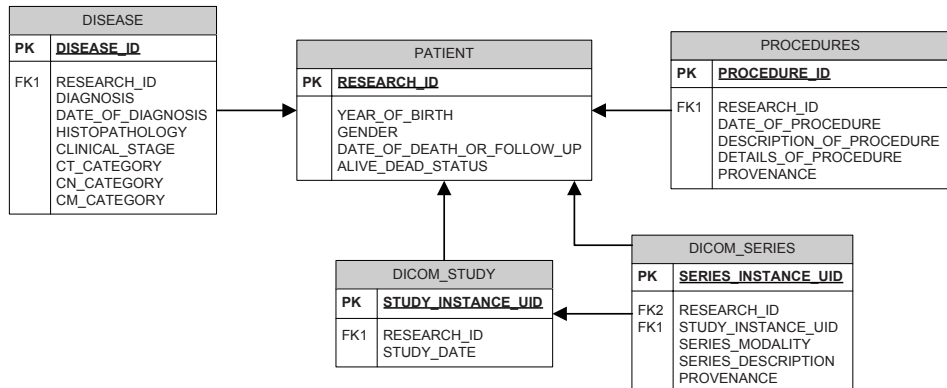 DISEASE
PK DISEASE_ID
FK1 RESEARCH_ID
DIAGNOSIS
DATE_OF_DIAGNOSIS
HISTOPATHOLOGY
CLINICAL_STAGE
CT_CATEGORY
CN_CATEGORY
CM_CATEGORY
PATIENT
PK RESEARCH_ID
YEAR_OF_BIRTH
GENDER
DATE_OF_DEATH_OR_FOLLOW_UP
ALIVE_DEAD_STATUS
PROCEDURES
PK PROCEDURE_ID
FK1 RESEARCH_ID
DATE_OF_PROCEDURE
DESCRIPTION_OF_PROCEDURE
DETAILS_OF_PROCEDURE
PROVENANCE
DICOM_STUDY
PK STUDY_INSTANCE_UID
FK1 RESEARCH_ID
STUDY_DATE
DICOM_SERIES
PK SERIES_INSTANCE_UID
FK2 RESEARCH_ID
FK1 STUDY_INSTANCE_UID
SERIES_MODALITY
SERIES_DESCRIPTION
PROVENANCE